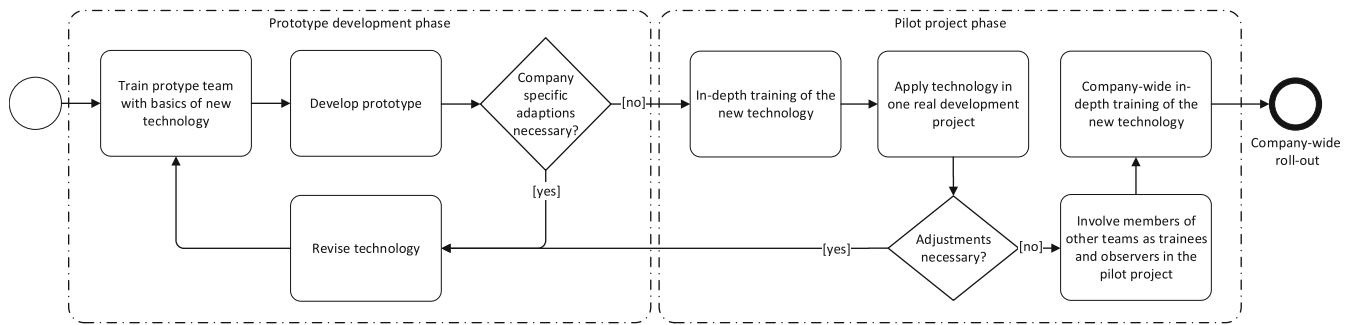 Prototype development phase
Train protype team
with basics of new
technology
Develop prototype
Company
specific
adaptions
necessary?
[no]
[yes]
Revise technology
Pilot project phase
In-depth training of the
new technology
Apply technology in
one real development
project
Adjustments
necessary?
[yes]
[no]
Involve members of
other teams as trainees
and observers in the
pilot project
Company-wide in-
depth training of the
new technology
Company-wide
roll-out